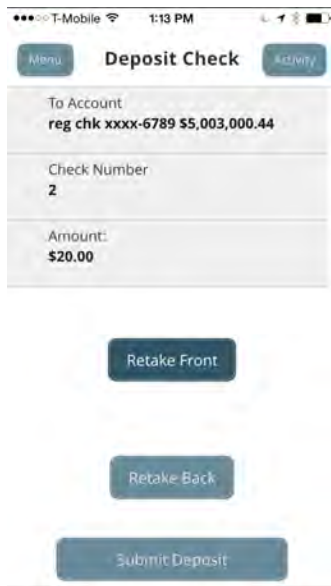 T-Mobile 1:13 PM
Menu Deposit Check Activity
To Account
reg chk xxxx-6789 $5,003,000.44
Check Number
2
Amount:
$20.00
Retake Front
Retake Back
Submit Deposit